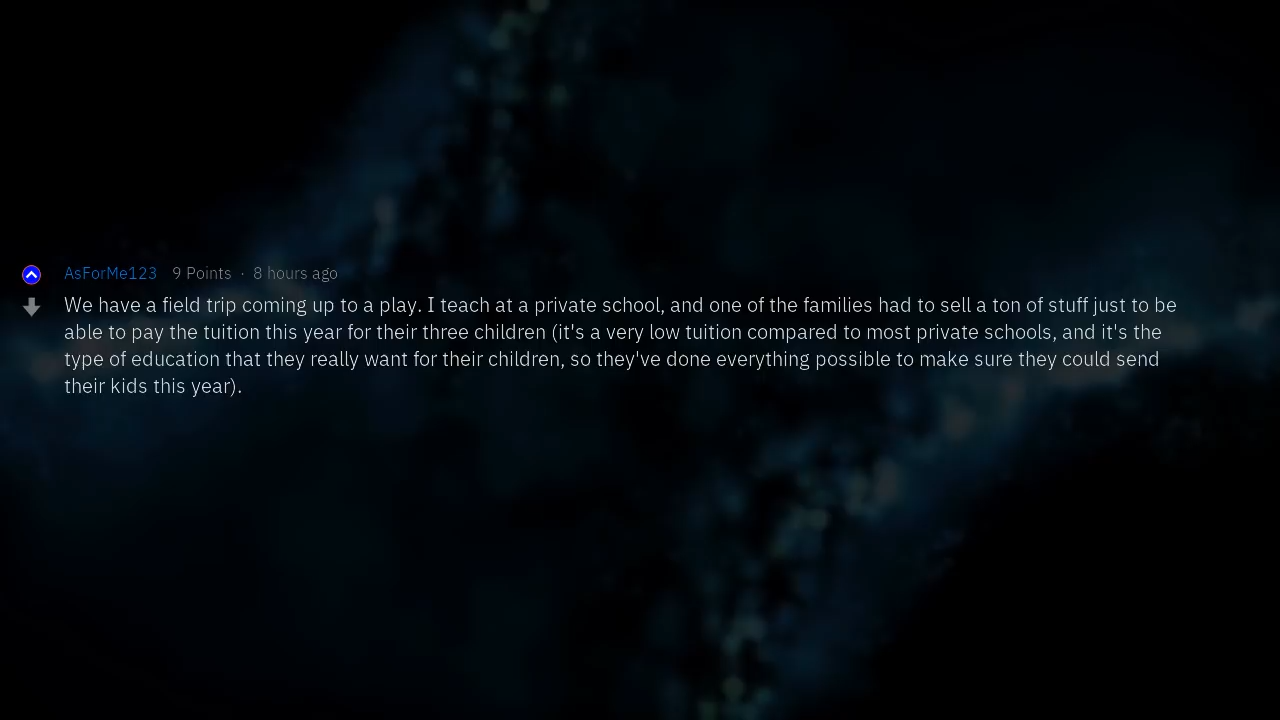 AsForMe123 9 Points · 8 hours ago
We have a field trip coming up to a play. I teach at a private school, and one of the families had to sell a ton of stuff just to be
able to pay the tuition this year for their three children (it's a very low tuition compared to most private schools, and it's the
type of education that they really want for their children, so they've done everything possible to make sure they could send
their kids this year).